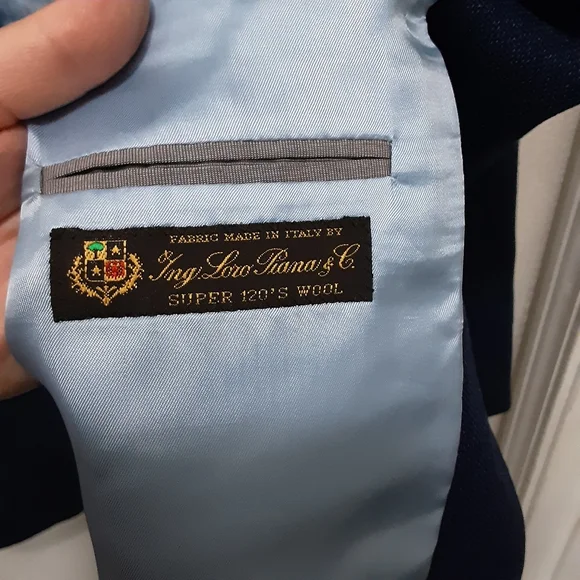 FABRIC MADE IN ITALY BY
Ing Loro Piana & C.
SUPER 120'S WOOL